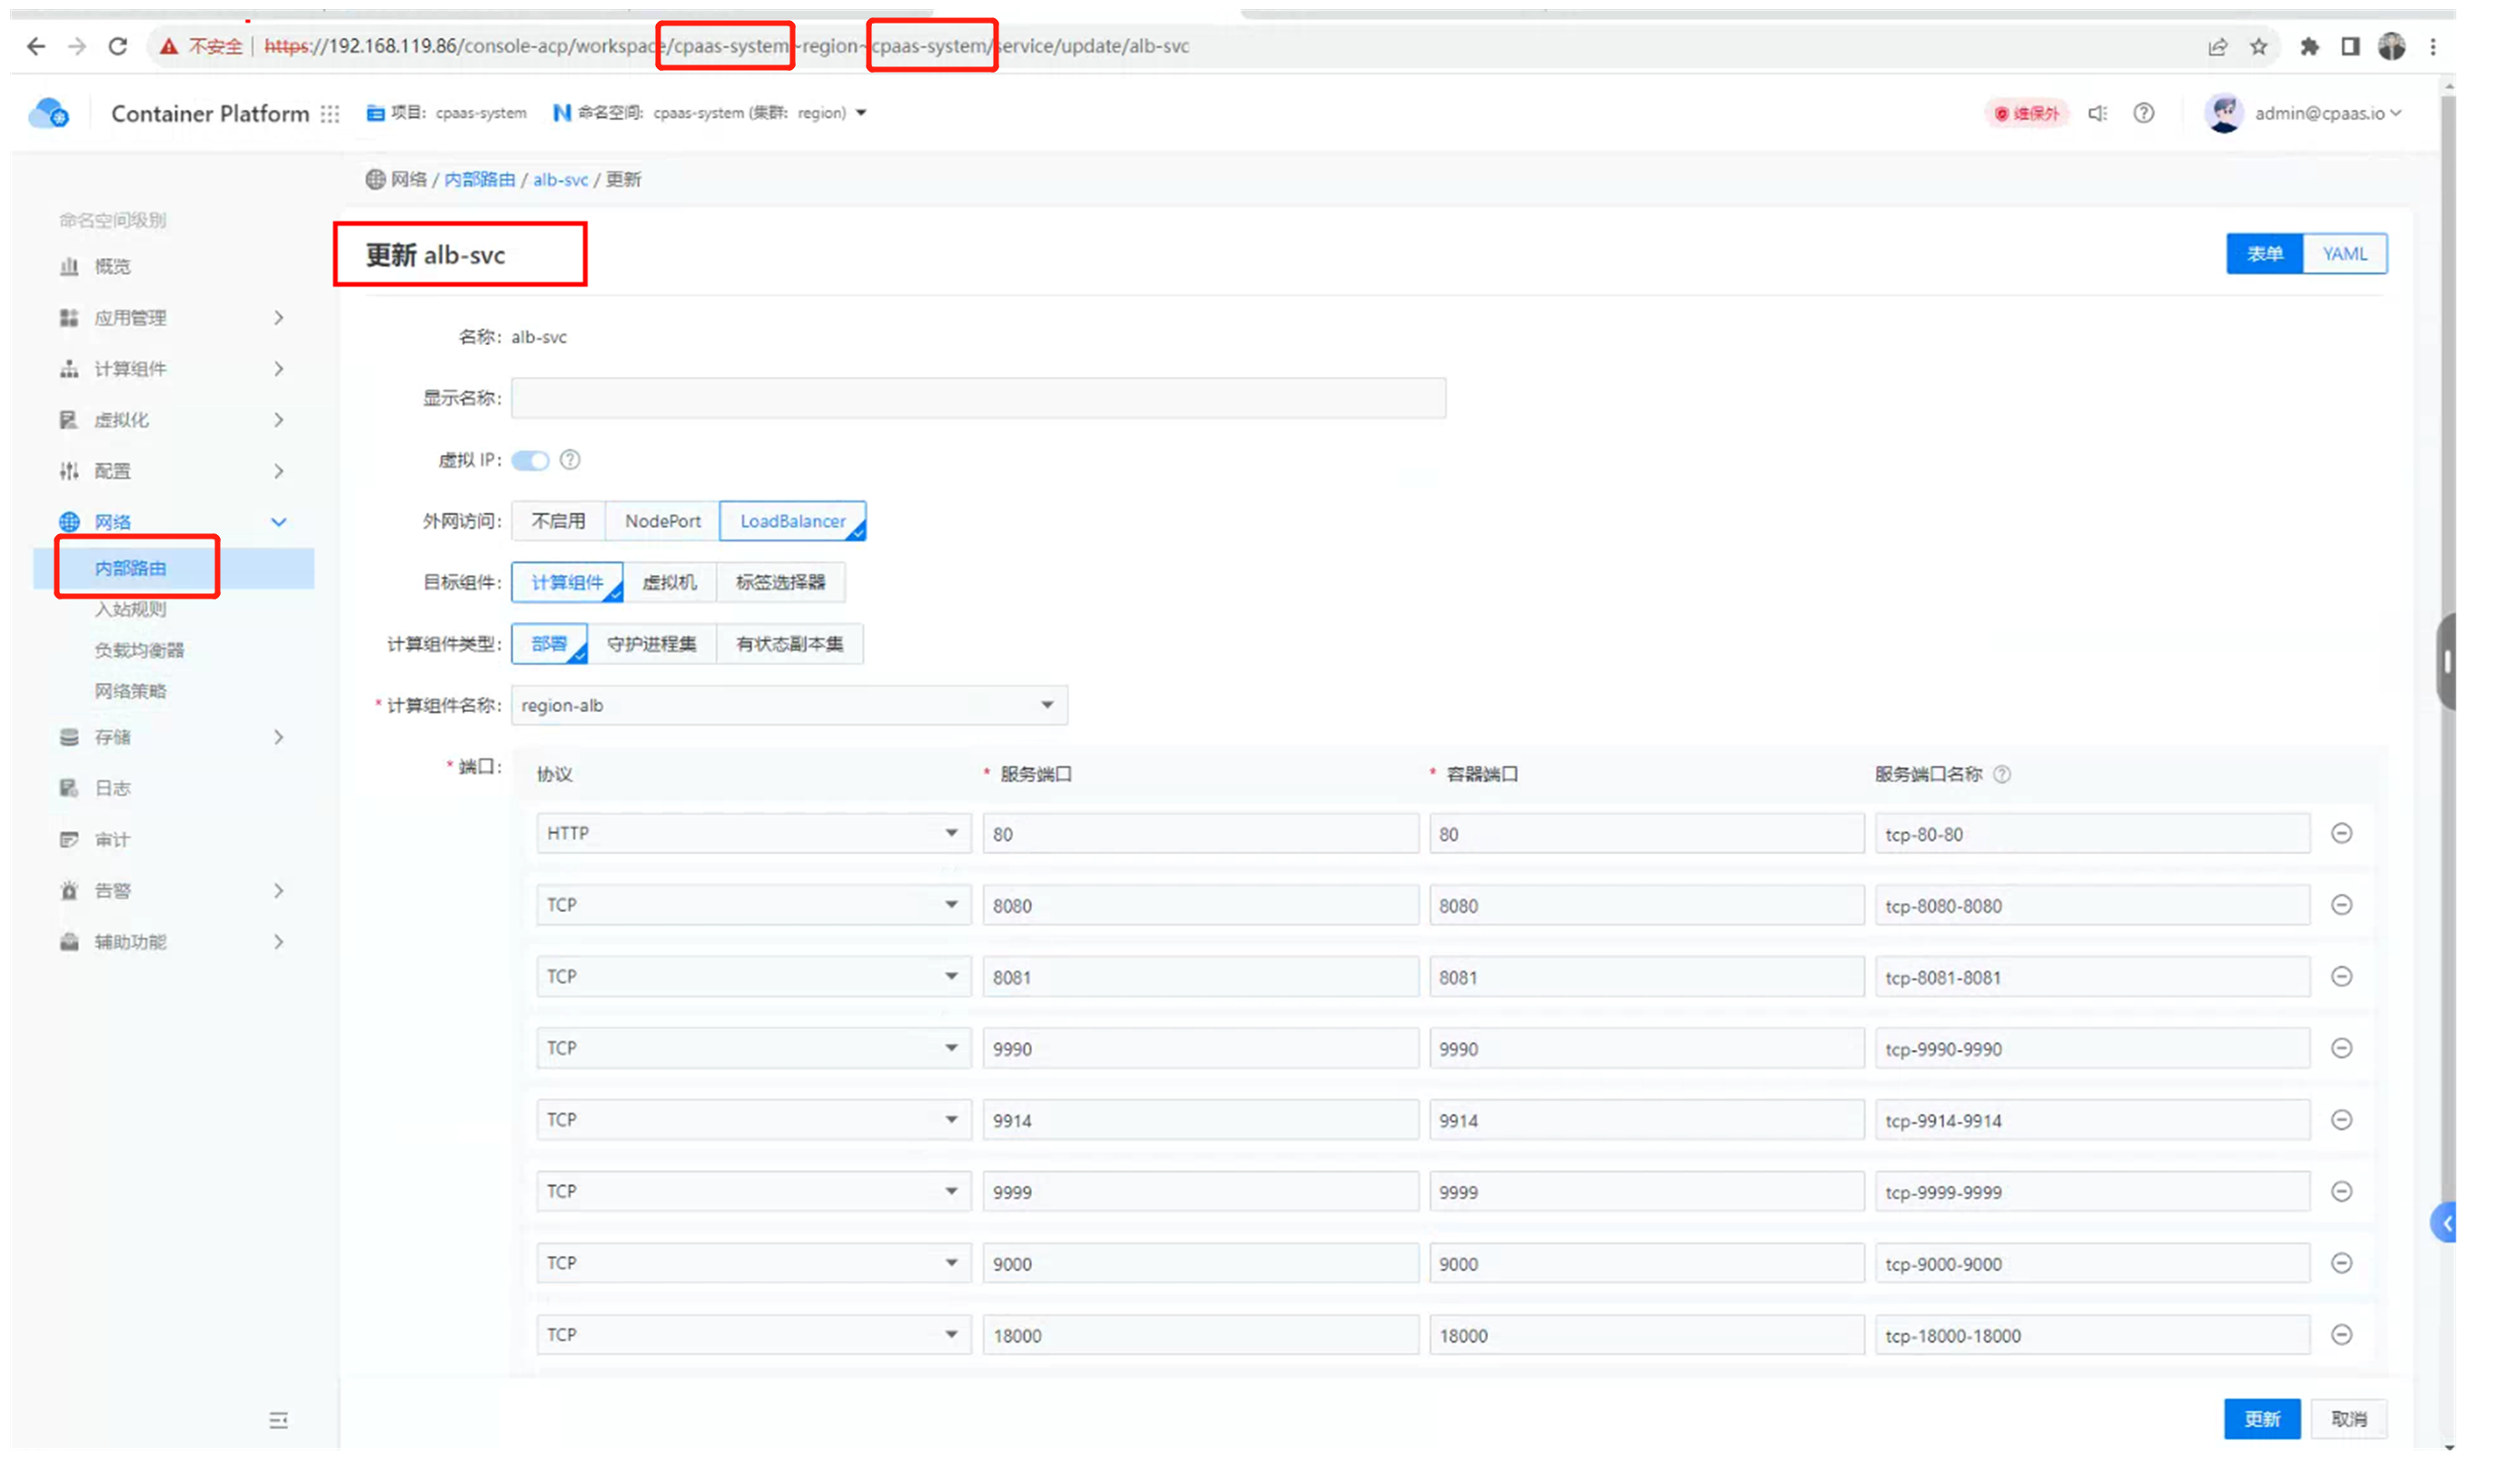 不安全 | https://192.168.119.86/console-acp/workspace/cpaas-system~region~cpaas-system/service/update/alb-svc
Container Platform 项目: cpaas-system N 命名空间: cpaas-system (集群: region) 维保外 admin@cpaas.io
网络 / 内部路由 / alb-svc / 更新
命名空间级别
概览
应用管理
计算组件
虚拟化
配置
网络
内部路由
入站规则
负载均衡器
网络策略
存储
日志
审计
告警
辅助功能
更新 alb-svc 表单 YAML
名称: alb-svc
显示名称:
虚拟 IP:
外网访问: 不启用 NodePort LoadBalancer
目标组件: 计算组件 虚拟机 标签选择器
计算组件类型: 部署 守护进程集 有状态副本集
* 计算组件名称: region-alb
* 端口: 协议 * 服务端口 * 容器端口 服务端口名称
HTTP 80 80 tcp-80-80
TCP 8080 8080 tcp-8080-8080
TCP 8081 8081 tcp-8081-8081
TCP 9990 9990 tcp-9990-9990
TCP 9914 9914 tcp-9914-9914
TCP 9999 9999 tcp-9999-9999
TCP 9000 9000 tcp-9000-9000
TCP 18000 18000 tcp-18000-18000
更新 取消